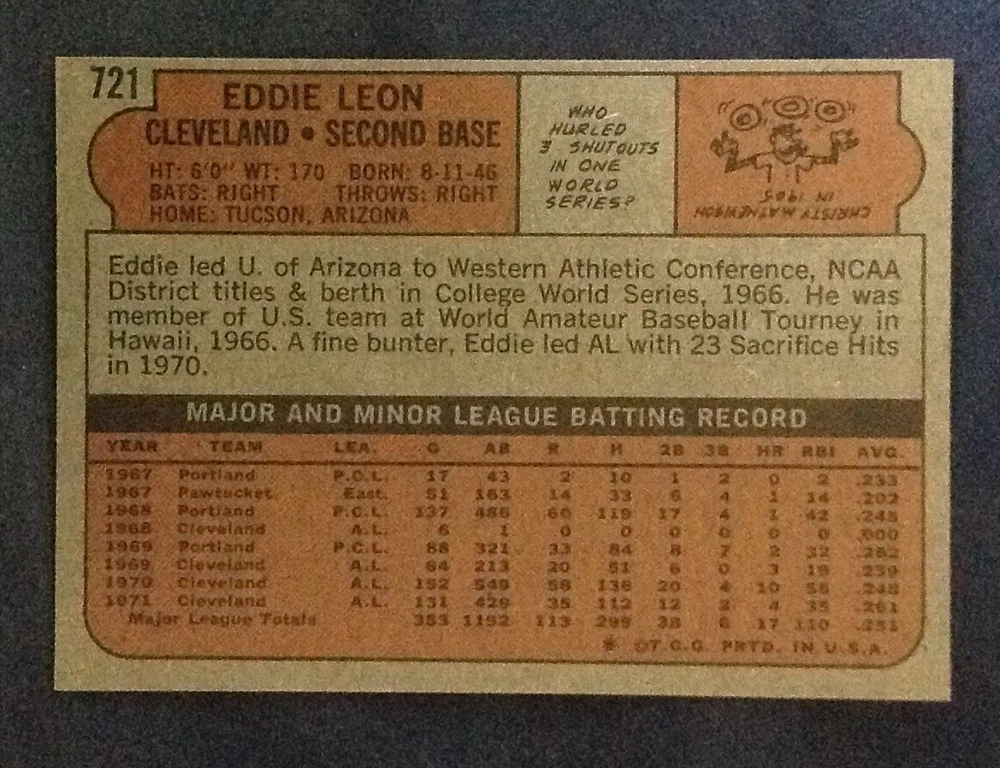 721
EDDIE LEON
CLEVELAND • SECOND BASE
HT: 6'0" WT: 170 BORN: 8-11-46
BATS: RIGHT THROWS: RIGHT
HOME: TUCSON, ARIZONA
WHO
HURLED
3 SHUTOUTS
IN ONE
WORLD
SERIES?
CHRISTY MATHEWSON
IN 1905
Eddie led U. of Arizona to Western Athletic Conference, NCAA
District titles & berth in College World Series, 1966. He was
member of U.S. team at World Amateur Baseball Tourney in
Hawaii, 1966. A fine bunter, Eddie led AL with 23 Sacrifice Hits
in 1970.
MAJOR AND MINOR LEAGUE BATTING RECORD
YEAR TEAM LEA. G AB R H 2B 3B HR RBI AVG.
1967 Portland P.C.L. 17 43 2 10 1 2 0 2 .233
1967 Pawtucket East. 51 163 14 33 6 4 1 14 .202
1968 Portland P.C.L. 137 486 60 119 17 4 1 42 .245
1968 Cleveland A.L. 6 1 0 0 0 0 0 0 .000
1969 Portland P.C.L. 88 321 33 84 8 7 2 32 .262
1969 Cleveland A.L. 64 213 20 51 6 0 3 19 .239
1970 Cleveland A.L. 152 549 58 136 20 4 10 56 .248
1971 Cleveland A.L. 131 429 35 112 12 2 4 35 .261
Major League Totals 353 1192 113 299 38 6 17 110 .251
* ©T.C.G. PRTD. IN U.S.A.